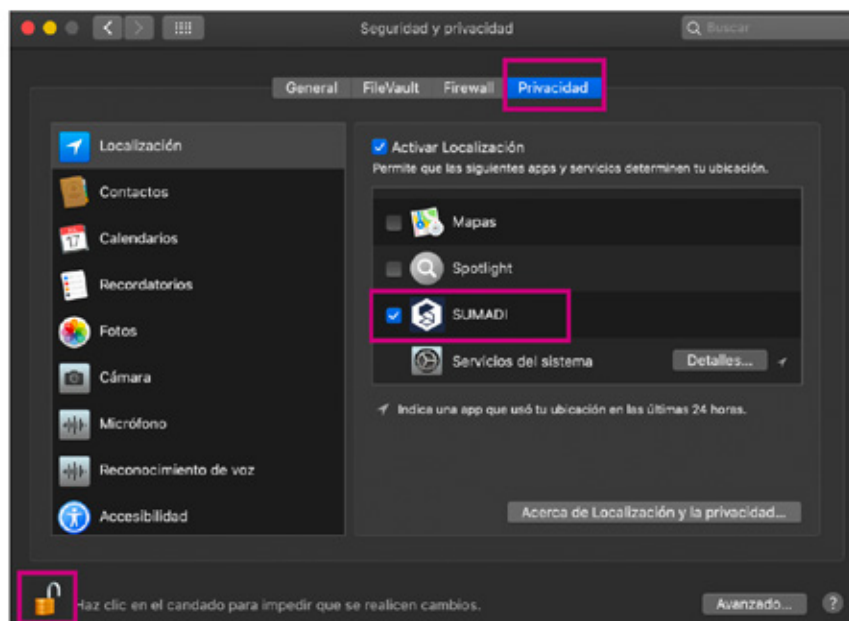 Seguridad y privacidad
Buscar
General FileVault Firewall Privacidad
Localización
Contactos
Calendarios
Recordatorios
Fotos
Cámara
Micrófono
Reconocimiento de voz
Accesibilidad
Activar Localización
Permite que las siguientes apps y servicios determinen tu ubicación.
Mapas
Spotlight
SUMADI
Servicios del sistema Detalles...
Indica una app que usó tu ubicación en las últimas 24 horas.
Acerca de Localización y la privacidad...
Haz clic en el candado para impedir que se realicen cambios.
Avanzado... ?